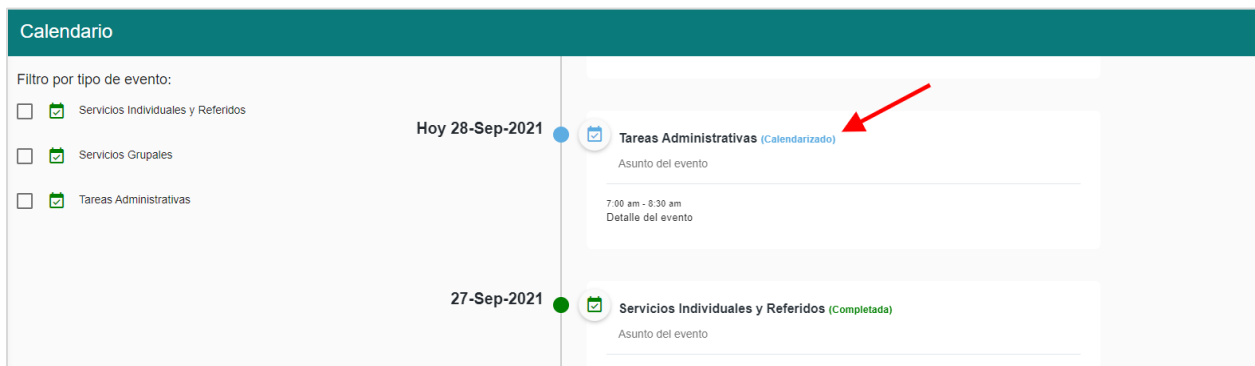 Calendario
Filtro por tipo de evento:
Servicios Individuales y Referidos
Servicios Grupales
Tareas Administrativas
Hoy 28-Sep-2021
Tareas Administrativas (Calendarizado)
Asunto del evento
7:00 am - 8:30 am
Detalle del evento
27-Sep-2021
Servicios Individuales y Referidos (Completada)
Asunto del evento